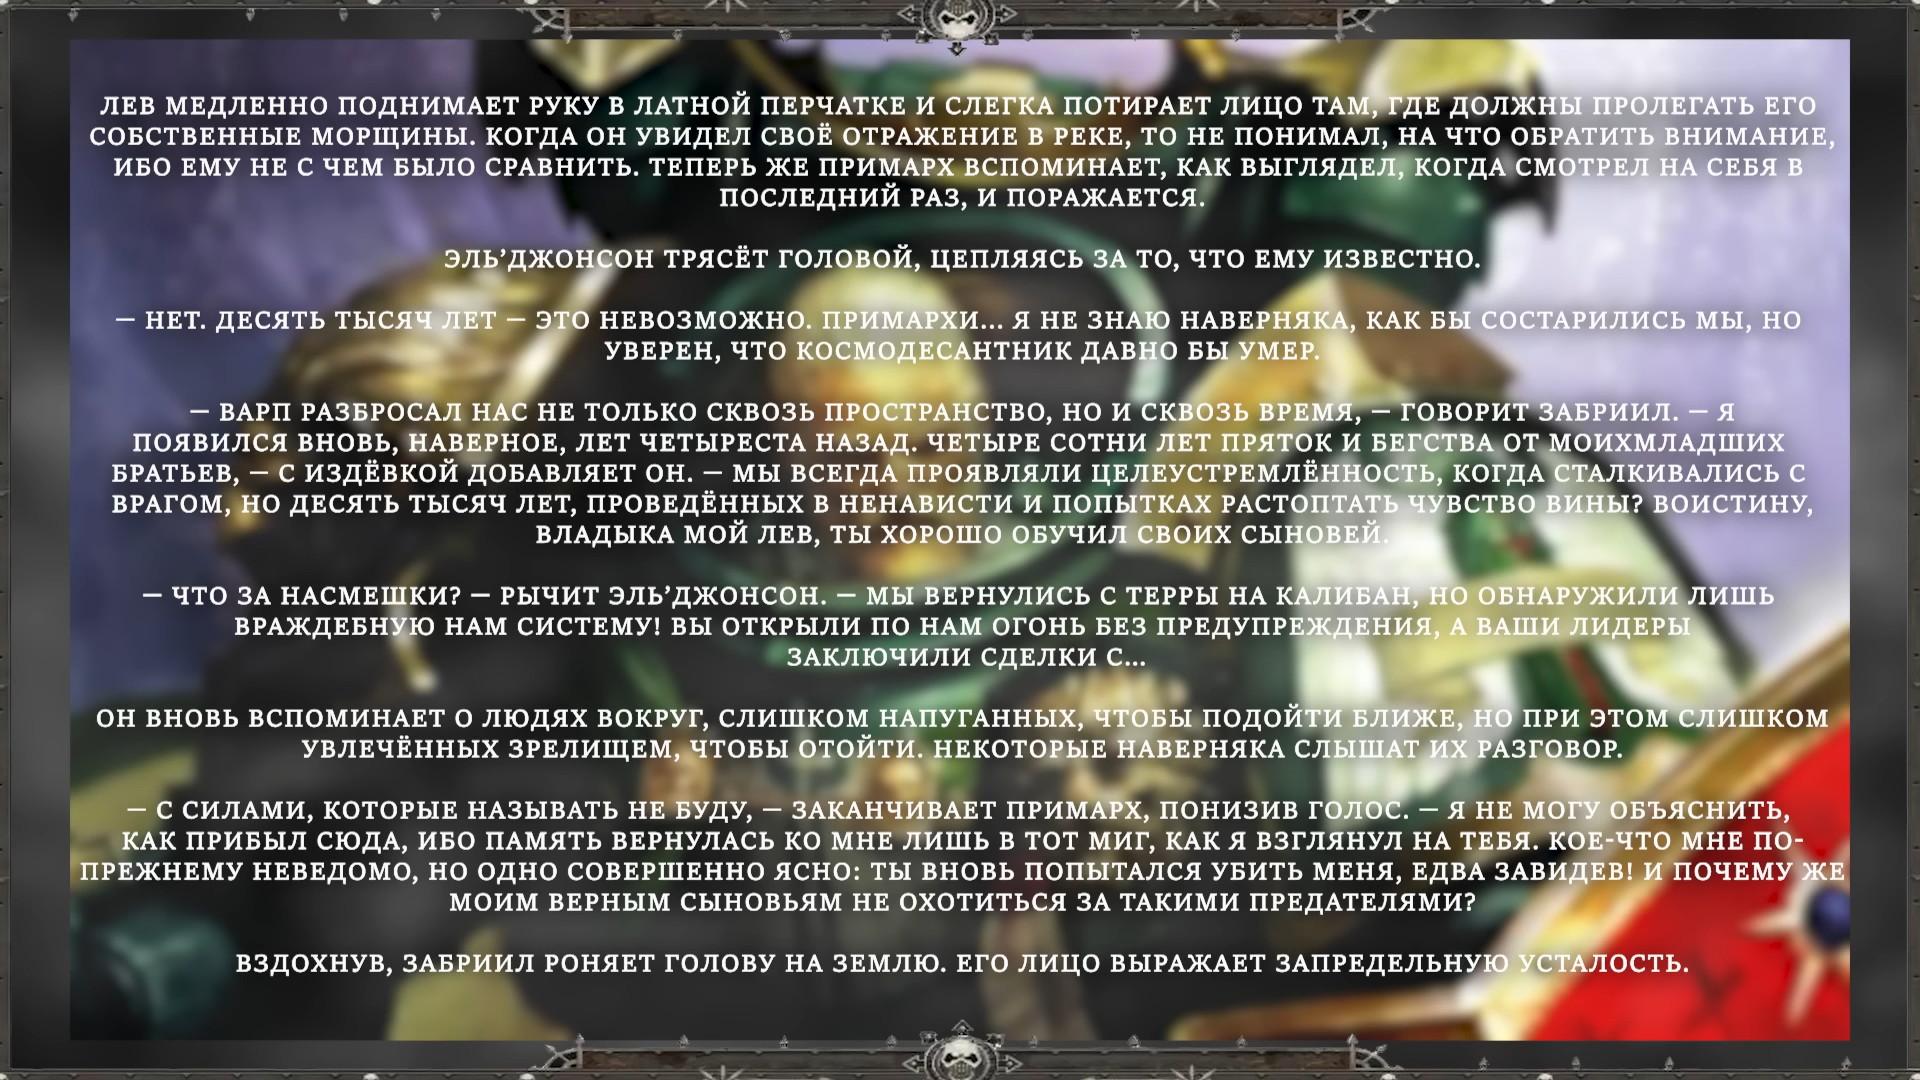 ЛЕВ МЕДЛЕННО ПОДНИМАЕТ РУКУ В ЛАТНОЙ ПЕРЧАТКЕ И СЛЕГКА ПОТИРАЕТ ЛИЦО ТАМ, ГДЕ ДОЛЖНЫ ПРОЛЕГАТЬ ЕГО
СОБСТВЕННЫЕ МОРЩИНЫ. КОГДА ОН УВИДЕЛ СВОЁ ОТРАЖЕНИЕ В РЕКЕ, ТО НЕ ПОНИМАЛ, НА ЧТО ОБРАТИТЬ ВНИМАНИЕ,
ИБО ЕМУ НЕ С ЧЕМ БЫЛО СРАВНИТЬ. ТЕПЕРЬ ЖЕ ПРИМАРХ ВСПОМИНАЕТ, КАК ВЫГЛЯДЕЛ, КОГДА СМОТРЕЛ НА СЕБЯ В
ПОСЛЕДНИЙ РАЗ, И ПОРАЖАЕТСЯ.
ЭЛЬ’ДЖОНСОН ТРЯСЁТ ГОЛОВОЙ, ЦЕПЛЯЯСЬ ЗА ТО, ЧТО ЕМУ ИЗВЕСТНО.
— НЕТ. ДЕСЯТЬ ТЫСЯЧ ЛЕТ — ЭТО НЕВОЗМОЖНО. ПРИМАРХИ... Я НЕ ЗНАЮ НАВЕРНЯКА, КАК БЫ СОСТАРИЛИСЬ МЫ, НО
УВЕРЕН, ЧТО КОСМОДЕСАНТНИК ДАВНО БЫ УМЕР.
— ВАРП РАЗБРОСАЛ НАС НЕ ТОЛЬКО СКВОЗЬ ПРОСТРАНСТВО, НО И СКВОЗЬ ВРЕМЯ, — ГОВОРИТ ЗАБРИИЛ. — Я
ПОЯВИЛСЯ ВНОВЬ, НАВЕРНОЕ, ЛЕТ ЧЕТЫРЕСТА НАЗАД. ЧЕТЫРЕ СОТНИ ЛЕТ ПРЯТОК И БЕГСТВА ОТ МОИХМЛАДШИХ
БРАТЬЕВ, — С ИЗДЁВКОЙ ДОБАВЛЯЕТ ОН. — МЫ ВСЕГДА ПРОЯВЛЯЛИ ЦЕЛЕУСТРЕМЛЁННОСТЬ, КОГДА СТАЛКИВАЛИСЬ С
ВРАГОМ, НО ДЕСЯТЬ ТЫСЯЧ ЛЕТ, ПРОВЕДЁННЫХ В НЕНАВИСТИ И ПОПЫТКАХ РАСТОПТАТЬ ЧУВСТВО ВИНЫ? ВОИСТИНУ,
ВЛАДЫКА МОЙ ЛЕВ, ТЫ ХОРОШО ОБУЧИЛ СВОИХ СЫНОВЕЙ.
— ЧТО ЗА НАСМЕШКИ? — РЫЧИТ ЭЛЬ’ДЖОНСОН. — МЫ ВЕРНУЛИСЬ С ТЕРРЫ НА КАЛИБАН, НО ОБНАРУЖИЛИ ЛИШЬ
ВРАЖДЕБНУЮ НАМ СИСТЕМУ! ВЫ ОТКРЫЛИ ПО НАМ ОГОНЬ БЕЗ ПРЕДУПРЕЖДЕНИЯ, А ВАШИ ЛИДЕРЫ
ЗАКЛЮЧИЛИ СДЕЛКИ С...
ОН ВНОВЬ ВСПОМИНАЕТ О ЛЮДЯХ ВОКРУГ, СЛИШКОМ НАПУГАННЫХ, ЧТОБЫ ПОДОЙТИ БЛИЖЕ, НО ПРИ ЭТОМ СЛИШКОМ
УВЛЕЧЁННЫХ ЗРЕЛИЩЕМ, ЧТОБЫ ОТОЙТИ. НЕКОТОРЫЕ НАВЕРНЯКА СЛЫШАТ ИХ РАЗГОВОР.
— С СИЛАМИ, КОТОРЫЕ НАЗЫВАТЬ НЕ БУДУ, — ЗАКАНЧИВАЕТ ПРИМАРХ, ПОНИЗИВ ГОЛОС. — Я НЕ МОГУ ОБЪЯСНИТЬ,
КАК ПРИБЫЛ СЮДА, ИБО ПАМЯТЬ ВЕРНУЛАСЬ КО МНЕ ЛИШЬ В ТОТ МИГ, КАК Я ВЗГЛЯНУЛ НА ТЕБЯ. КОЕ-ЧТО МНЕ ПО-
ПРЕЖНЕМУ НЕВЕДОМО, НО ОДНО СОВЕРШЕННО ЯСНО: ТЫ ВНОВЬ ПОПЫТАЛСЯ УБИТЬ МЕНЯ, ЕДВА ЗАВИДЕВ! И ПОЧЕМУ ЖЕ
МОИМ ВЕРНЫМ СЫНОВЬЯМ НЕ ОХОТИТЬСЯ ЗА ТАКИМИ ПРЕДАТЕЛЯМИ?
ВЗДОХНУВ, ЗАБРИИЛ РОНЯЕТ ГОЛОВУ НА ЗЕМЛЮ. ЕГО ЛИЦО ВЫРАЖАЕТ ЗАПРЕДЕЛЬНУЮ УСТАЛОСТЬ.